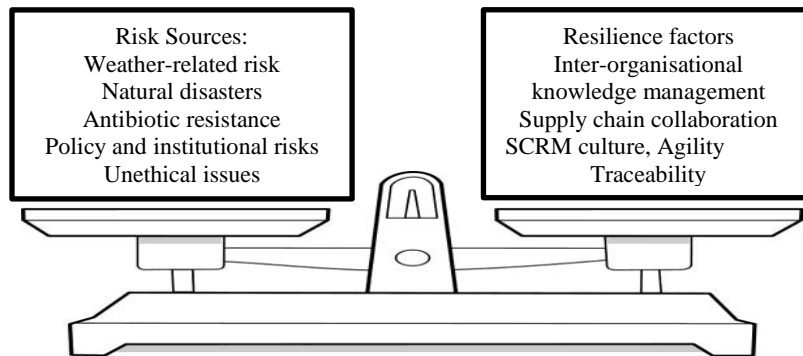 Risk Sources:
Weather-related risk
Natural disasters
Antibiotic resistance
Policy and institutional risks
Unethical issues
Resilience factors
Inter-organisational
knowledge management
Supply chain collaboration
SCRM culture, Agility
Traceability